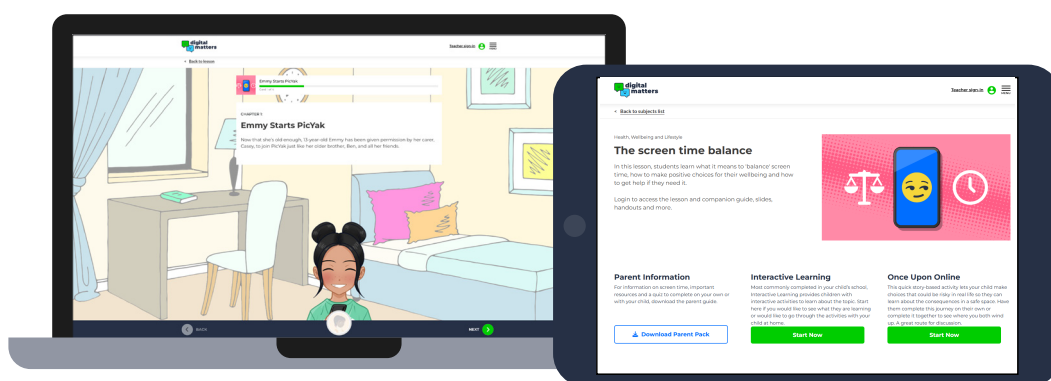 digital
matters
Teacher sign-in
< Back to lesson
Emmy Starts PicYak
CHAPTER 1
Emmy Starts PicYak
Now that she's old enough, 13-year-old Emmy has been given permission by her carer,
Casey, to join PicYak just like her older brother, Ben, and all her friends.
BACK
NEXT
digital
matters
Teacher sign-in
MENU
< Back to subjects list
Health, Wellbeing and Lifestyle
The screen time balance
In this lesson, students learn what it means to 'balance' screen
time, how to make positive choices for their wellbeing and how
to get help if they need it.
Login to access the lesson and companion guide, slides,
handouts and more.
Parent Information
For information on screen time, important
resources and a quiz to complete on your own or
with your child, download the parent guide.
Download Parent Pack
Interactive Learning
Most commonly completed in your child's school,
Interactive Learning provides children with
interactive activities to learn about the topic. Start
here if you would like to see what they are learning
or would like to go through the activities with your
child at home.
Start Now
Once Upon Online
This quick story-based activity lets your child make
choices that could be risky in real life so they can
learn about the consequences in a safe space. Have
them complete this journey on their own or
complete it together to see where you both wind
up. A great route for discussion.
Start Now